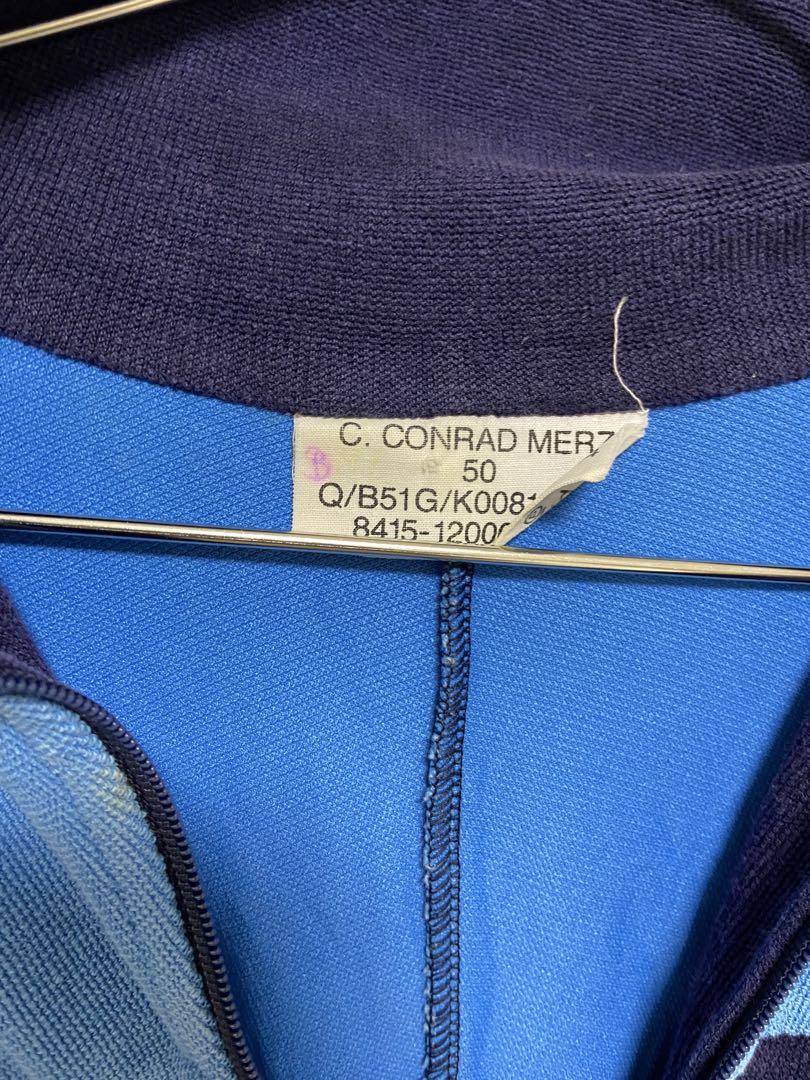 C. CONRAD MERZ
B 50
Q/B51G/K0081
8415-1200